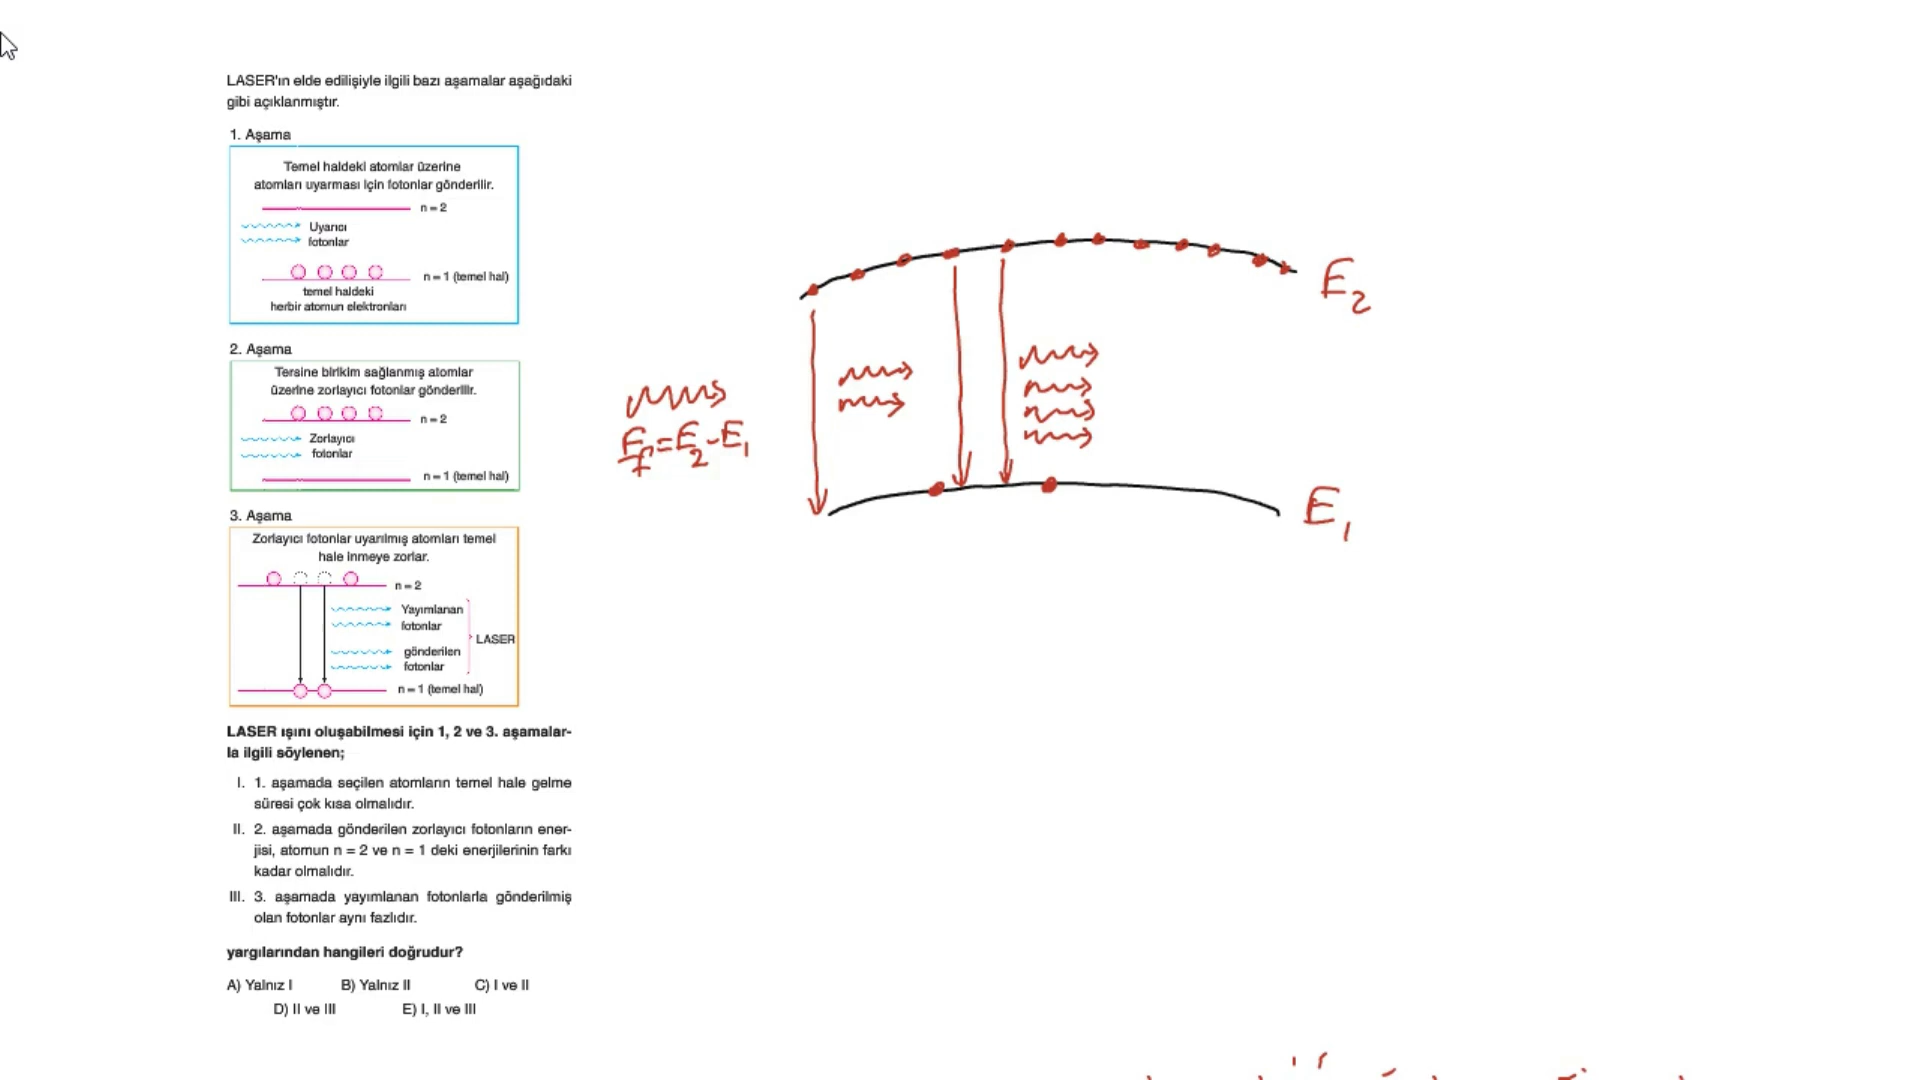 LASER'ın elde edilişiyle ilgili bazı aşamalar aşağıdaki
gibi açıklanmıştır.
1. Aşama
Temel haldeki atomlar üzerine
atomları uyarması için fotonlar gönderilir.
n = 2
Uyarıcı
fotonlar
n = 1 (temel hal)
temel haldeki
herbir atomun elektronları
2. Aşama
Tersine birikim sağlanmış atomlar
üzerine zorlayıcı fotonlar gönderilir.
n = 2
Zorlayıcı
fotonlar
n = 1 (temel hal)
3. Aşama
Zorlayıcı fotonlar uyarılmış atomları temel
hale inmeye zorlar.
n = 2
Yayımlanan
fotonlar
LASER
gönderilen
fotonlar
n = 1 (temel hal)
LASER ışını oluşabilmesi için 1, 2 ve 3. aşamalar-
la ilgili söylenen;
I. 1. aşamada seçilen atomların temel hale gelme
süresi çok kısa olmalıdır.
II. 2. aşamada gönderilen zorlayıcı fotonların ener-
jisi, atomun n = 2 ve n = 1 deki enerjilerinin farkı
kadar olmalıdır.
III. 3. aşamada yayımlanan fotonlarla gönderilmiş
olan fotonlar aynı fazlıdır.
yargılarından hangileri doğrudur?
A) Yalnız I B) Yalnız II C) I ve II
D) II ve III E) I, II ve III
E₂
= E₂ - E₁
E₁